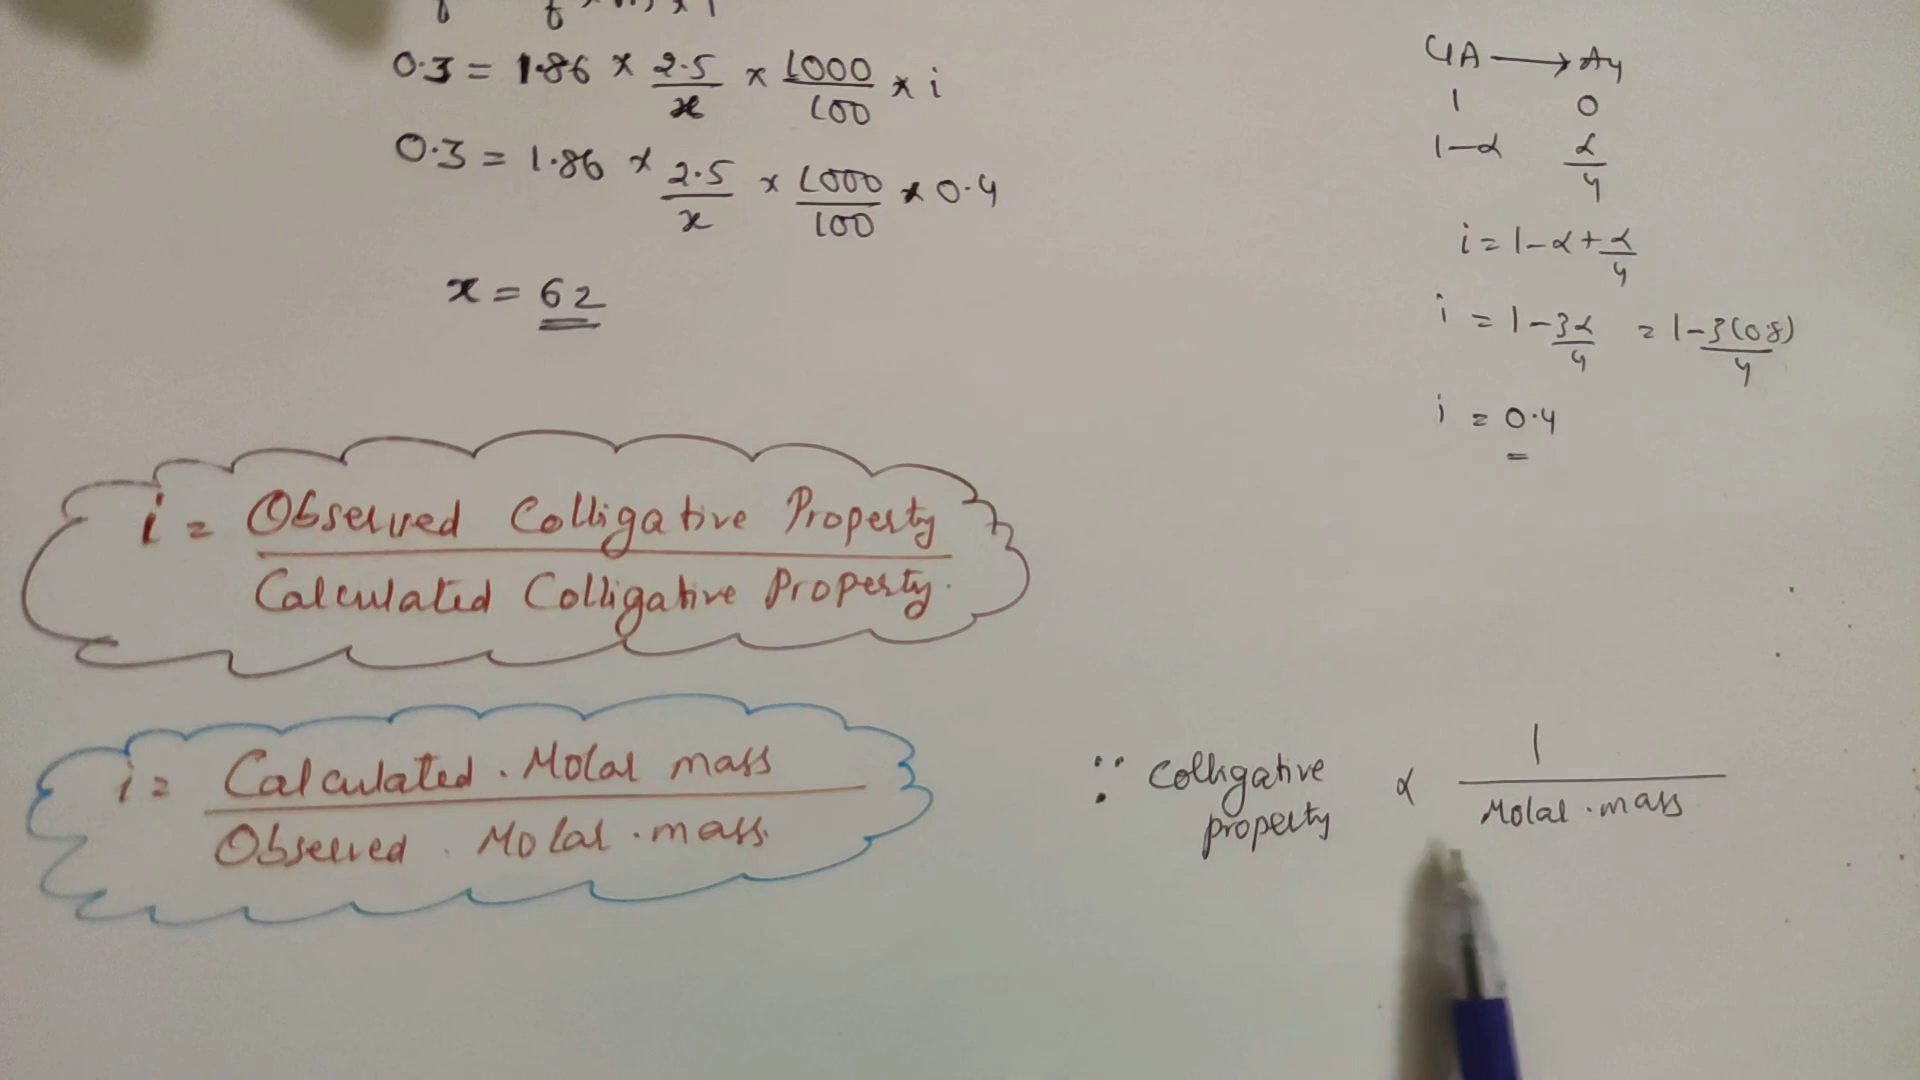 0.3 = 1.86 × 2.5/x × 1000/100 × i
0.3 = 1.86 × 2.5/x × 1000/100 × 0.4
x = 62
4A → A4
1 0
1-α α/4
i = 1-α+α/4
i = 1-3α/4 = 1-3(0.8)/4
i = 0.4
i = Observed Colligative Property
Calculated Colligative Property.
i = Calculated . Molal mass
Observed . Molal . mass.
∵ Colligative property ∝ 1/Molal . mass